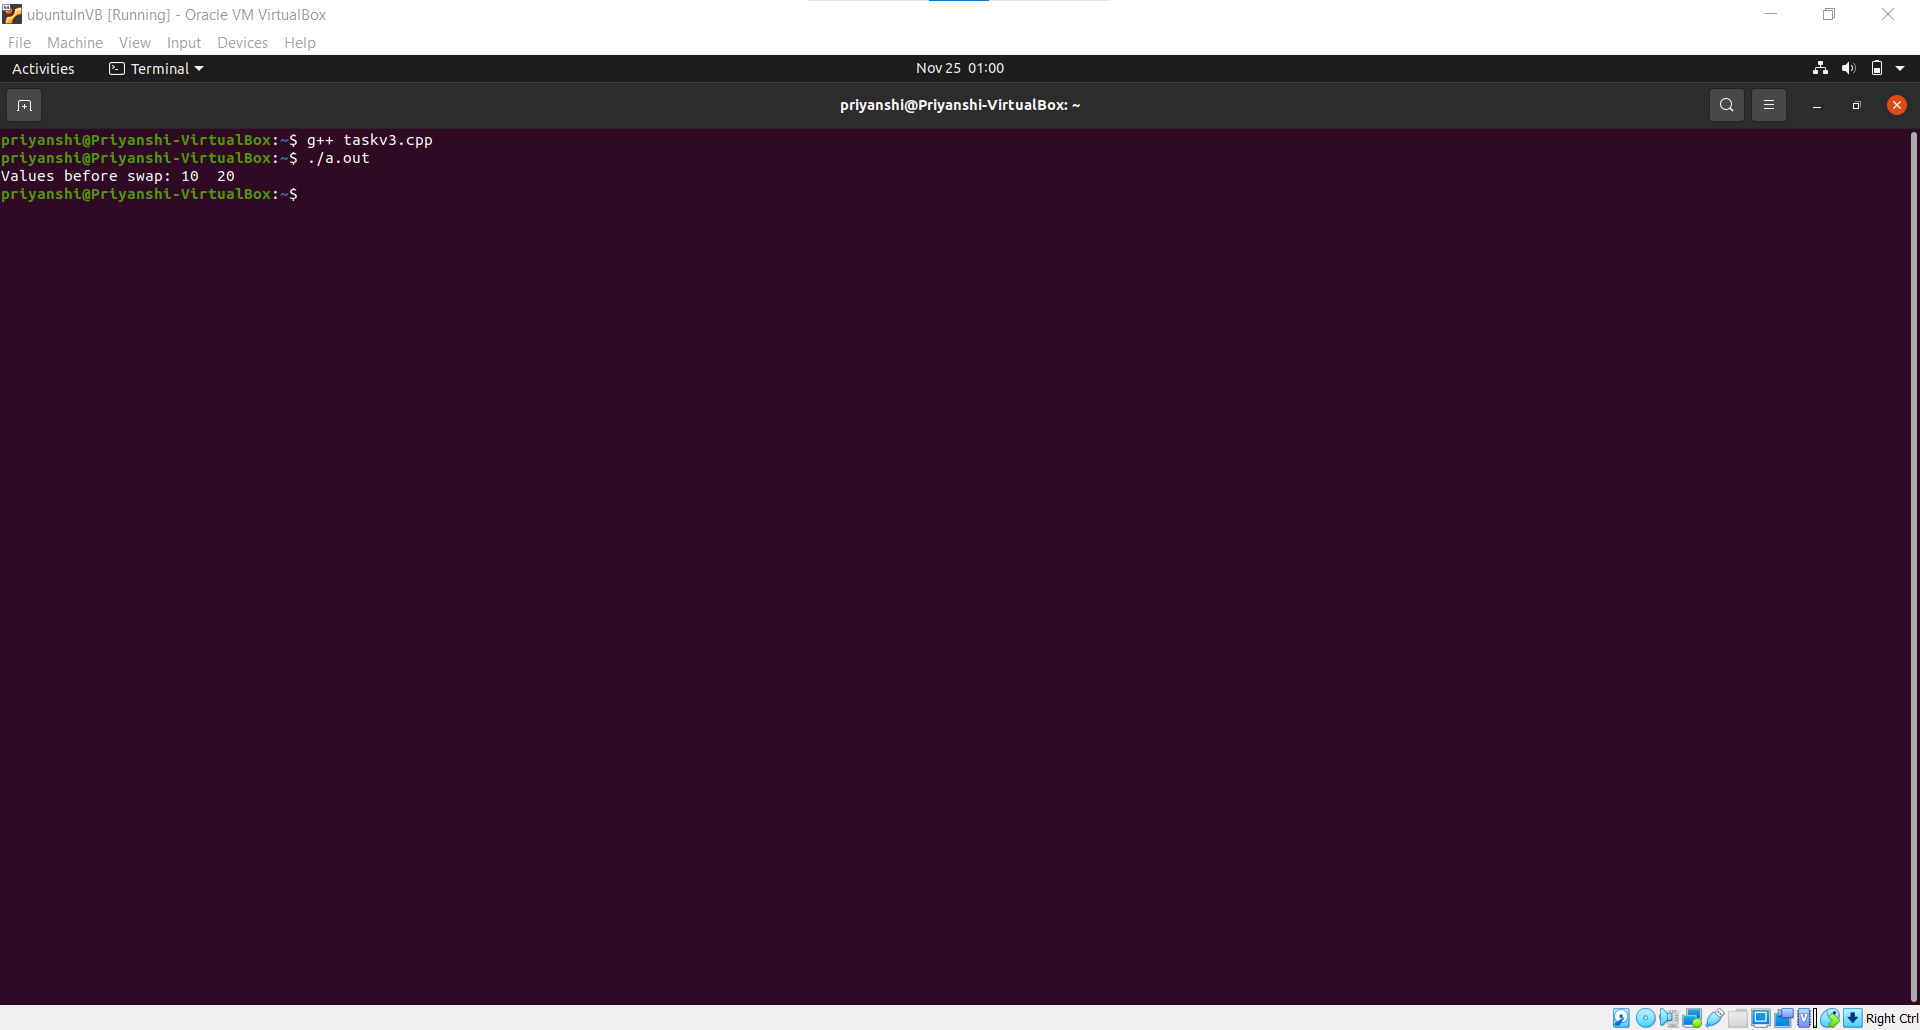 ubuntuInVB [Running] - Oracle VM VirtualBox
File Machine View Input Devices Help
Activities Terminal Nov 25 01:00
priyanshi@Priyanshi-VirtualBox: ~
priyanshi@Priyanshi-VirtualBox:~$ g++ taskv3.cpp
priyanshi@Priyanshi-VirtualBox:~$ ./a.out
Values before swap: 10  20
priyanshi@Priyanshi-VirtualBox:~$
Right Ctrl